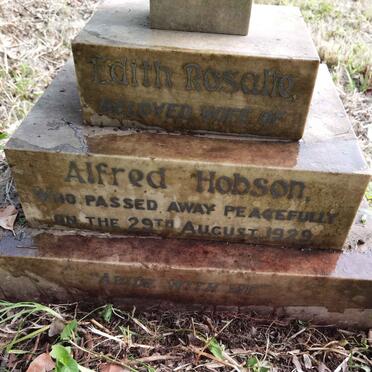 Edith Rosalie,
BELOVED WIFE OF
Alfred Hobson,
WHO PASSED AWAY PEACEFULLY
ON THE 29TH AUGUST 1929.
ABIDE WITH ME